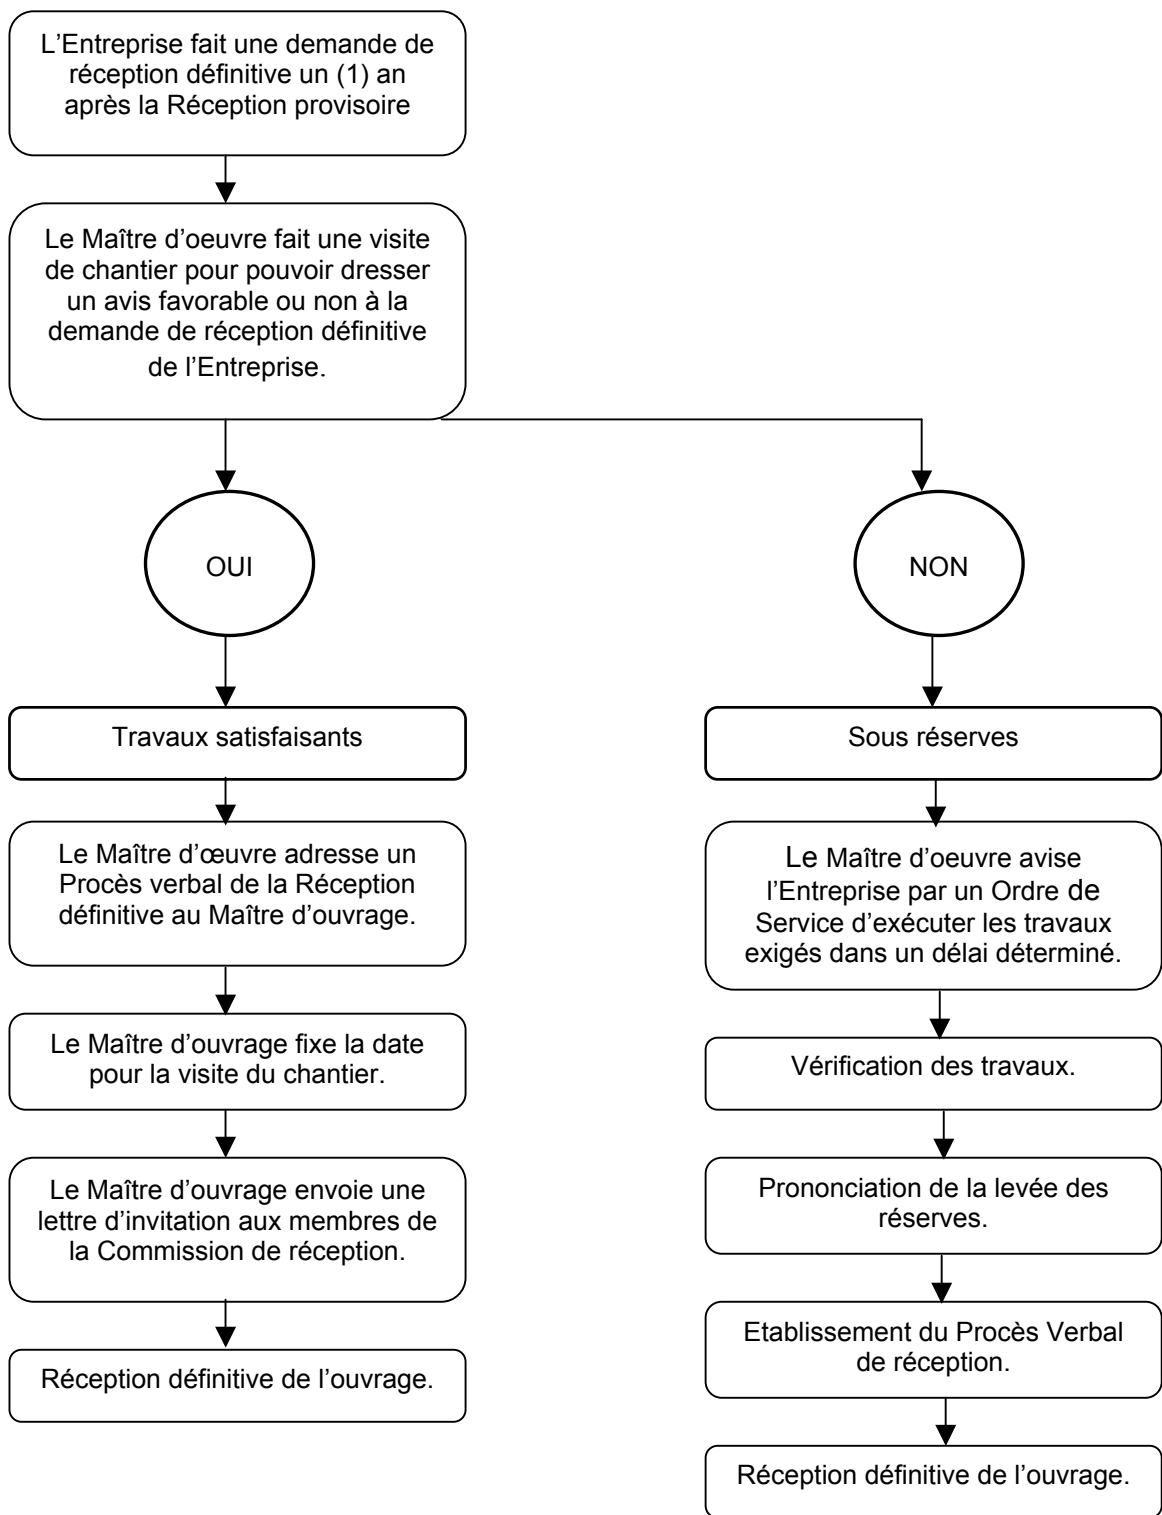 L’Entreprise fait une demande de
réception définitive un (1) an
après la Réception provisoire
Le Maître d’oeuvre fait une visite
de chantier pour pouvoir dresser
un avis favorable ou non à la
demande de réception définitive
de l’Entreprise.
OUI
NON
Travaux satisfaisants
Le Maître d’œuvre adresse un
Procès verbal de la Réception
définitive au Maître d’ouvrage.
Le Maître d’ouvrage fixe la date
pour la visite du chantier.
Le Maître d’ouvrage envoie une
lettre d’invitation aux membres de
la Commission de réception.
Réception définitive de l’ouvrage.
Sous réserves
Le Maître d’oeuvre avise
l’Entreprise par un Ordre de
Service d’exécuter les travaux
exigés dans un délai déterminé.
Vérification des travaux.
Prononciation de la levée des
réserves.
Etablissement du Procès Verbal
de réception.
Réception définitive de l’ouvrage.